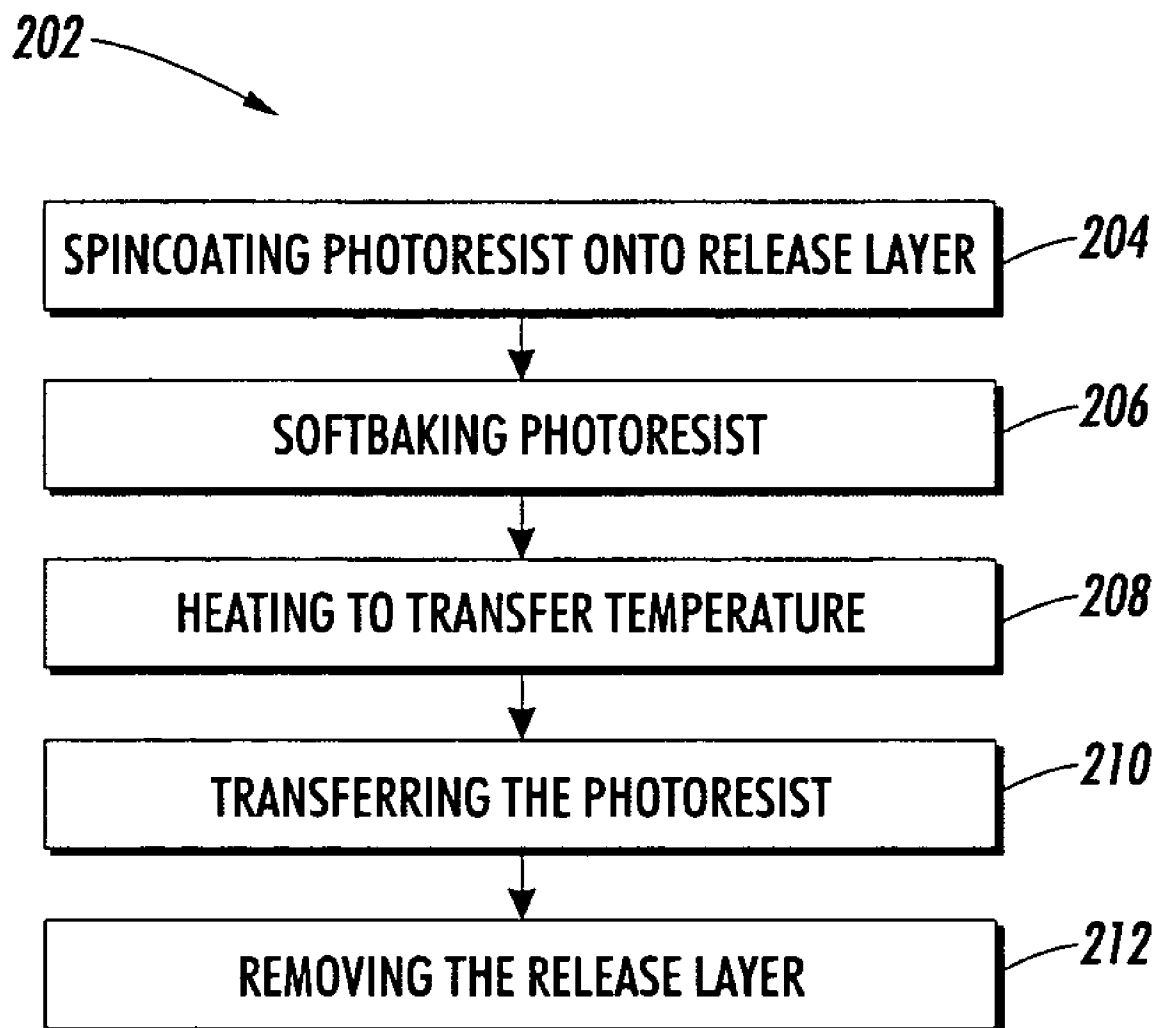 202
SPINCOATING PHOTORESIST ONTO RELEASE LAYER
204
SOFTBAKING PHOTORESIST
206
HEATING TO TRANSFER TEMPERATURE
208
TRANSFERRING THE PHOTORESIST
210
REMOVING THE RELEASE LAYER
212